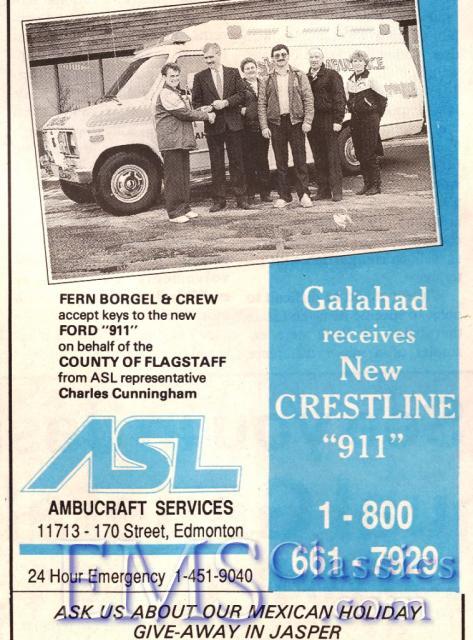 AMBULANCE
FERN BORGEL & CREW
accept keys to the new
FORD "911"
on behalf of the
COUNTY OF FLAGSTAFF
from ASL representative
Charles Cunningham
ASL
AMBUCRAFT SERVICES
11713 - 170 Street, Edmonton
24 Hour Emergency 1-451-9040
Galahad
receives
New
CRESTLINE
“911”
1 - 800
661 - 7929
EMSClassics
.com
ASK US ABOUT OUR MEXICAN HOLIDAY
GIVE-AWAY IN JASPER